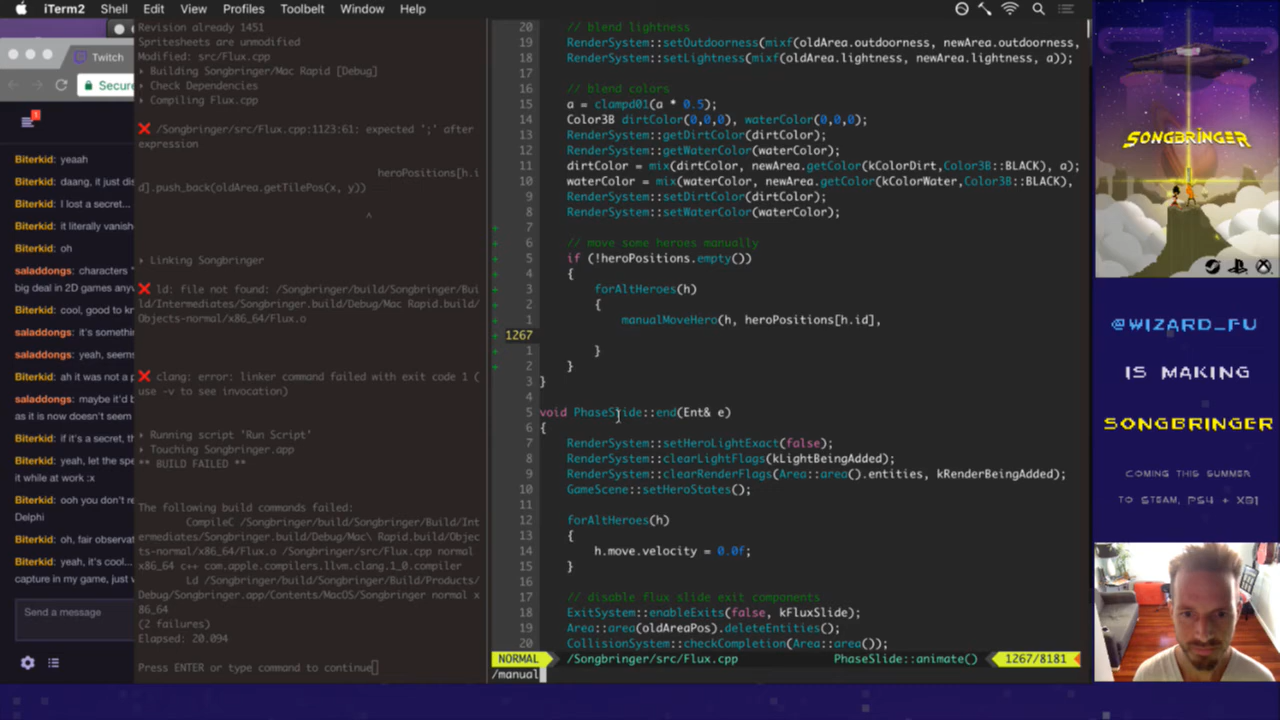 iTerm2 Shell Edit View Profiles Toolbelt Window Help
Twitch
Secure
1
Biterkid: yeaah
Biterkid: daang, it just dis
Biterkid: I lost a secret...
Biterkid: it literally vanish
Biterkid: oh
saladdongs: characters "
big deal in 2D games any
Biterkid: cool, good to kn
saladdongs: it's somethin
saladdongs: yeah, seems
Biterkid: ah it was not a p
saladdongs: maybe it'd b
as it is now doesn't seem
Biterkid: if it's a secret, th
Biterkid: yeah, let the spe
it while at work :x
Biterkid: ooh you don't re
Delphi
Biterkid: oh, fair observat
Biterkid: yeah, it's cool...
capture in my game, just w
Send a message
Revision already 1451
Spritesheets are unmodified
Modified: src/Flux.cpp
▸ Building Songbringer/Mac Rapid [Debug]
▸ Check Dependencies
▸ Compiling Flux.cpp
❌ /Songbringer/src/Flux.cpp:1123:61: expected ';' after
expression
heroPositions[h.i
d].push_back(oldArea.getTilePos(x, y))
^
▸ Linking Songbringer
❌ ld: file not found: /Songbringer/build/Songbringer/Bui
ld/Intermediates/Songbringer.build/Debug/Mac Rapid.build/
Objects-normal/x86_64/Flux.o
❌ clang: error: linker command failed with exit code 1 (
use -v to see invocation)
▸ Running script 'Run Script'
▸ Touching Songbringer.app
** BUILD FAILED **
The following build commands failed:
CompileC /Songbringer/build/Songbringer/Build/Int
ermediates/Songbringer.build/Debug/Mac\ Rapid.build/Objec
ts-normal/x86_64/Flux.o /Songbringer/src/Flux.cpp normal
x86_64 c++ com.apple.compilers.llvm.clang.1_0.compiler
Ld /Songbringer/build/Songbringer/Build/Products/
Debug/Songbringer.app/Contents/MacOS/Songbringer normal x
86_64
(2 failures)
Elapsed: 20.094
Press ENTER or type command to continue
20 // blend lightness
19 RenderSystem::setOutdoorness(mixf(oldArea.outdoorness, newArea.outdoorness,
18 RenderSystem::setLightness(mixf(oldArea.lightness, newArea.lightness, a));
17
16 // blend colors
15 a = clampd01(a * 0.5);
14 Color3B dirtColor(0,0,0), waterColor(0,0,0);
13 RenderSystem::getDirtColor(dirtColor);
12 RenderSystem::getWaterColor(waterColor);
11 dirtColor = mix(dirtColor, newArea.getColor(kColorDirt,Color3B::BLACK), a);
10 waterColor = mix(waterColor, newArea.getColor(kColorWater,Color3B::BLACK),
9 RenderSystem::setDirtColor(dirtColor);
8 RenderSystem::setWaterColor(waterColor);
+ 7
+ 6 // move some heroes manually
+ 5 if (!heroPositions.empty())
+ 4 {
+ 3 forAltHeroes(h)
+ 2 {
+ 1 manualMoveHero(h, heroPositions[h.id],
+ 1267
+ 1 }
+ 2 }
3 }
4
5 void PhaseSlide::end(Ent& e)
6 {
7 RenderSystem::setHeroLightExact(false);
8 RenderSystem::clearLightFlags(kLightBeingAdded);
9 RenderSystem::clearRenderFlags(Area::area().entities, kRenderBeingAdded);
10 GameScene::setHeroStates();
11
12 forAltHeroes(h)
13 {
14 h.move.velocity = 0.0f;
15 }
16
17 // disable flux slide exit components
18 ExitSystem::enableExits(false, kFluxSlide);
19 Area::area(oldAreaPos).deleteEntities();
20 CollisionSystem::checkCompletion(Area::area());
NORMAL /Songbringer/src/Flux.cpp PhaseSlide::animate() 1267/8181
/manual
SONGBRINGER
@WIZARD_FU
IS MAKING
SONGBRINGER
COMING THIS SUMMER
TO STEAM, PS4 + XB1